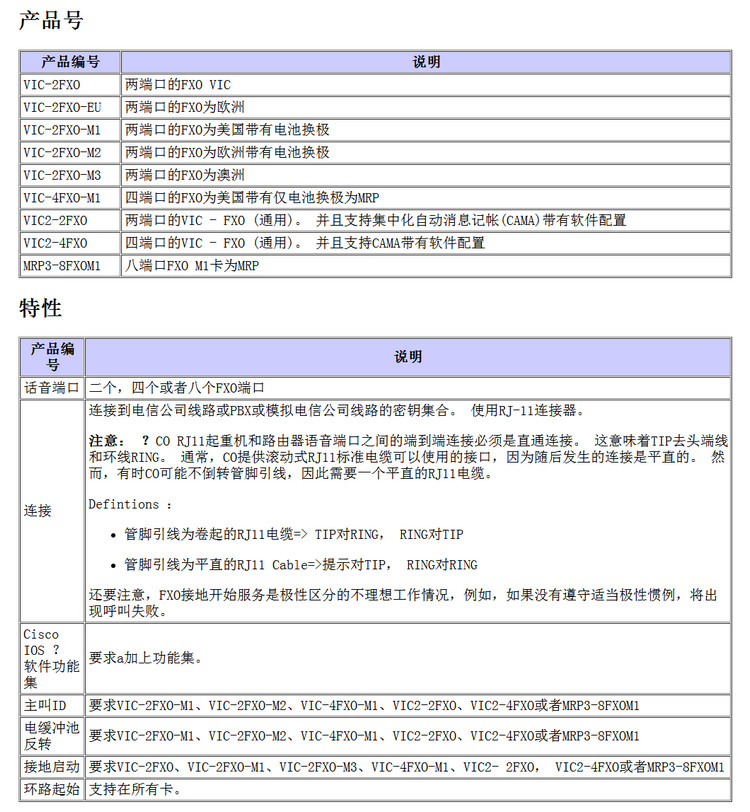 产品号
产品编号 说明
VIC-2FXO 两端口的FXO VIC
VIC-2FXO-EU 两端口的FXO为欧洲
VIC-2FXO-M1 两端口的FXO为美国带有电池换极
VIC-2FXO-M2 两端口的FXO为欧洲带有电池换极
VIC-2FXO-M3 两端口的FXO为澳洲
VIC-4FXO-M1 四端口的FXO为美国带有仅电池换极为MRP
VIC2-2FXO 两端口的VIC - FXO (通用)。 并且支持集中化自动消息记帐(CAMA)带有软件配置
VIC2-4FXO 四端口的VIC - FXO (通用)。 并且支持CAMA带有软件配置
MRP3-8FXOM1 八端口FXO M1卡为MRP
特性
产品编
号
说明
话音端口 二个，四个或者八个FXO端口
连接
连接到电信公司线路或PBX或模拟电信公司线路的密钥集合。 使用RJ-11连接器。
注意： ？CO RJ11起重机和路由器语音端口之间的端到端连接必须是直通连接。 这意味着TIP去头端线
和环线RING。 通常，CO提供滚动式RJ11标准电缆可以使用的接口，因为随后发生的连接是平直的。 然
而，有时CO可能不倒转管脚引线，因此需要一个平直的RJ11电缆。
Defintions ：
• 管脚引线为卷起的RJ11电缆=> TIP对RING， RING对TIP
• 管脚引线为平直的RJ11 Cable=>提示对TIP， RING对RING
还要注意，FXO接地开始服务是极性区分的不理想工作情况，例如，如果没有遵守适当极性惯例，将出
现呼叫失败。
Cisco
IOS ？
软件功能
集
要求a加上功能集。
主叫ID 要求VIC-2FXO-M1、VIC-2FXO-M2、VIC-4FXO-M1、VIC2-2FXO、VIC2-4FXO或者MRP3-8FXOM1
电缓冲池
反转
要求VIC-2FXO-M1、VIC-2FXO-M2、VIC-4FXO-M1、VIC2-2FXO、VIC2-4FXO或者MRP3-8FXOM1
接地启动 要求VIC-2FXO、VIC-2FXO-M1、VIC-2FXO-M3、VIC-4FXO-M1、VIC2- 2FXO， VIC2-4FXO或者MRP3-8FXOM1
环路起始 支持在所有卡。